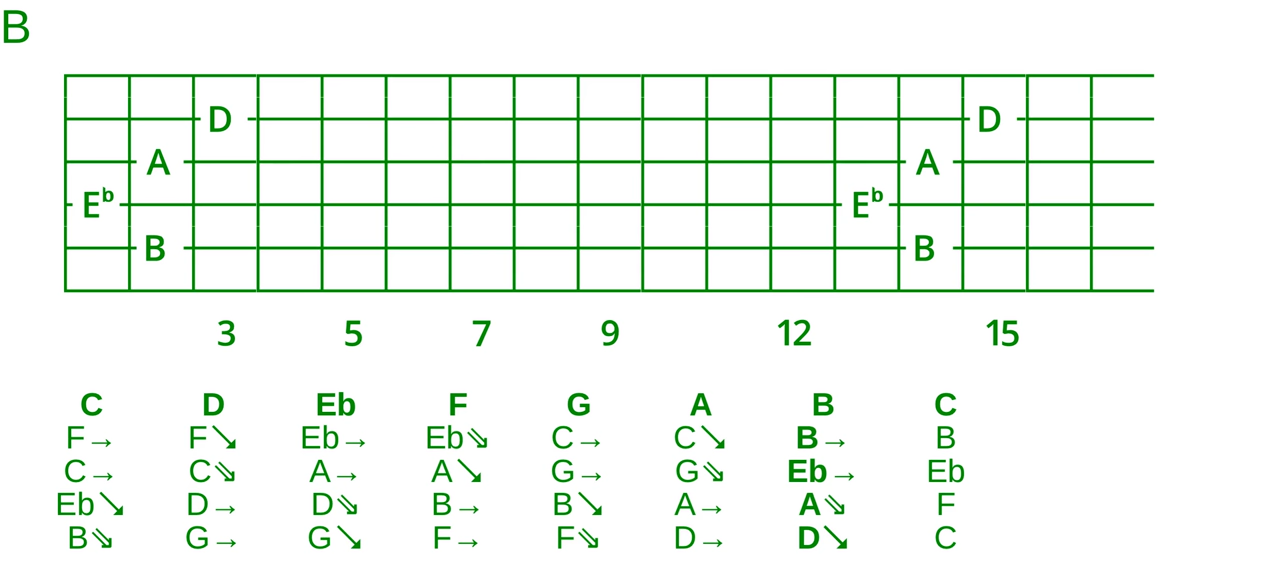 B
D D
A A
Eb Eb
B B
3 5 7 9 12 15
C D Eb F G A B C
F→ F↘ Eb→ Eb⇘ C→ C↘ B→ B
C→ C⇘ A→ A↘ G→ G⇘ Eb→ Eb
Eb↘ D→ D⇘ B→ B↘ A→ A⇘ F
B⇘ G→ G↘ F→ F⇘ D→ D↘ C